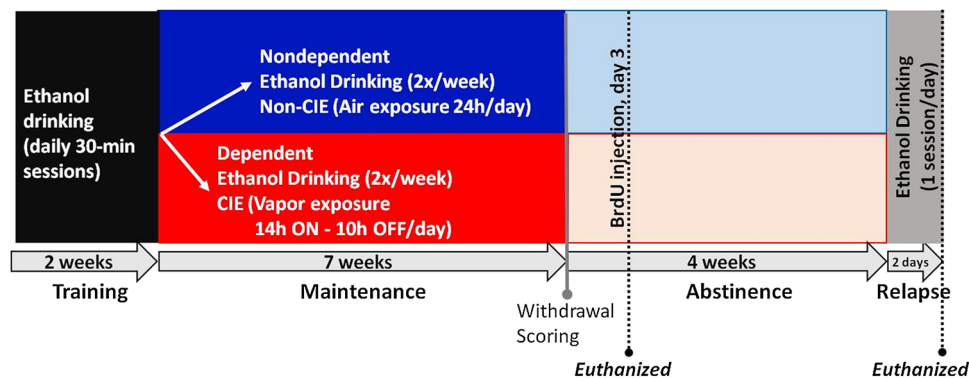 Ethanol
drinking
(daily 30-min
sessions)
Nondependent
Ethanol Drinking (2x/week)
Non-CIE (Air exposure 24h/day)
Dependent
Ethanol Drinking (2x/week)
CIE (Vapor exposure
14h ON - 10h OFF/day)
BrdU injection, day 3
Ethanol Drinking
(1 session/day)
2 weeks
7 weeks
4 weeks
2 days
Training
Maintenance
Abstinence
Relapse
Withdrawal
Scoring
Euthanized
Euthanized